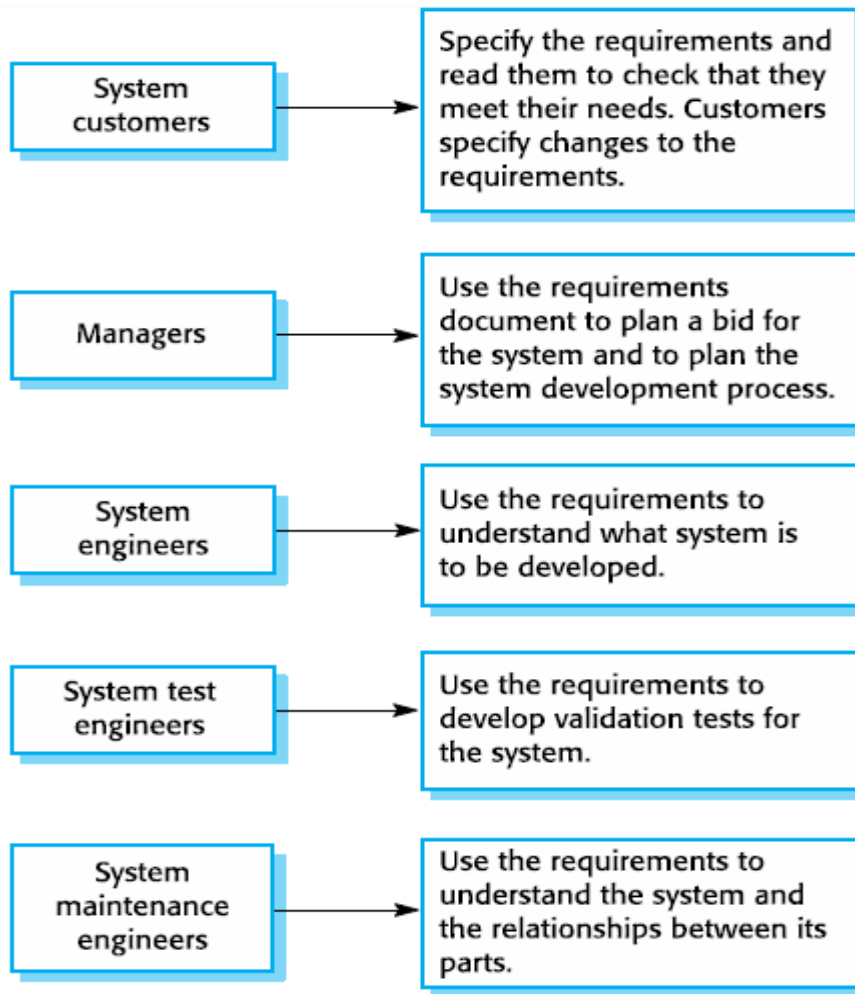 System
customers
Specify the requirements and
read them to check that they
meet their needs. Customers
specify changes to the
requirements.
Managers
Use the requirements
document to plan a bid for
the system and to plan the
system development process.
System
engineers
Use the requirements to
understand what system is
to be developed.
System test
engineers
Use the requirements to
develop validation tests for
the system.
System
maintenance
engineers
Use the requirements to
understand the system and
the relationships between its
parts.